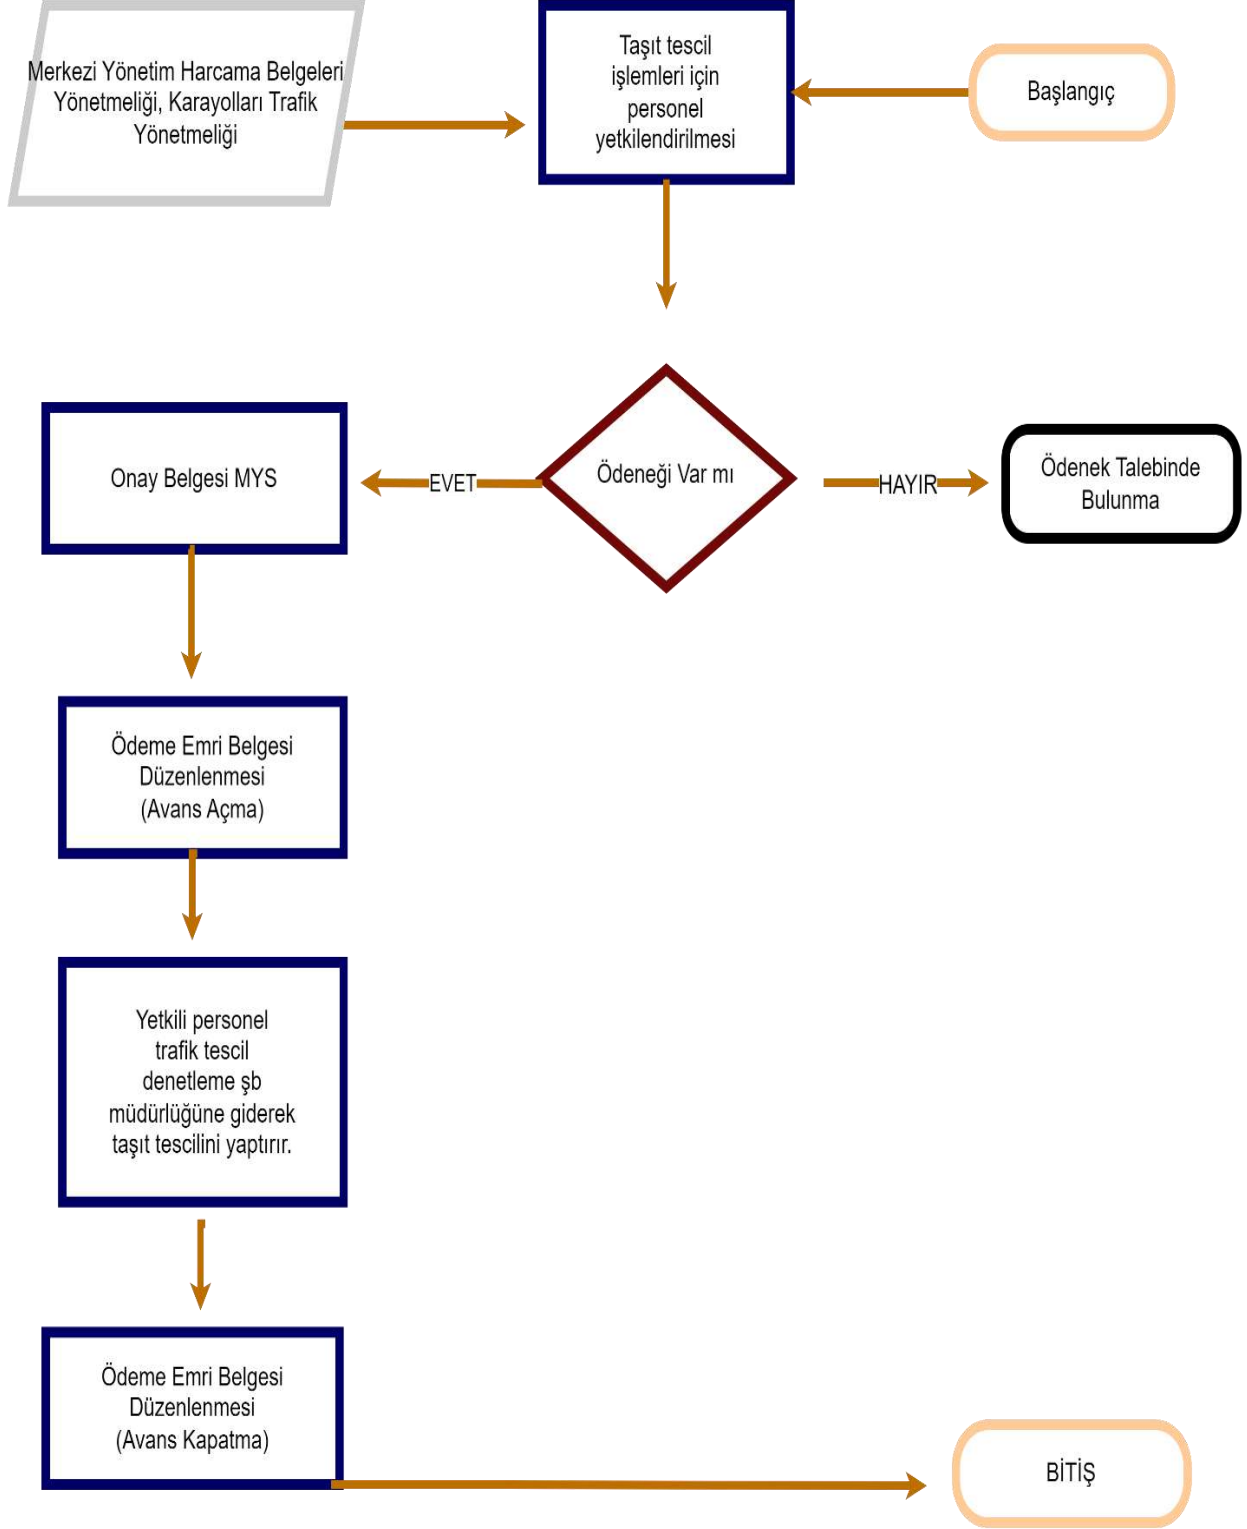 Merkezi Yönetim Harcama Belgeleri
Yönetmeliği, Karayolları Trafik
Yönetmeliği
Taşıt tescil
işlemleri için
personel
yetkilendirilmesi
Başlangıç
Onay Belgesi MYS
EVET
Ödeneği Var mı
HAYIR
Ödenek Talebinde
Bulunma
Ödeme Emri Belgesi
Düzenlenmesi
(Avans Açma)
Yetkili personel
trafik tescil
denetleme şb
müdürlüğüne giderek
taşıt tescilini yaptırır.
Ödeme Emri Belgesi
Düzenlenmesi
(Avans Kapatma)
BİTİŞ